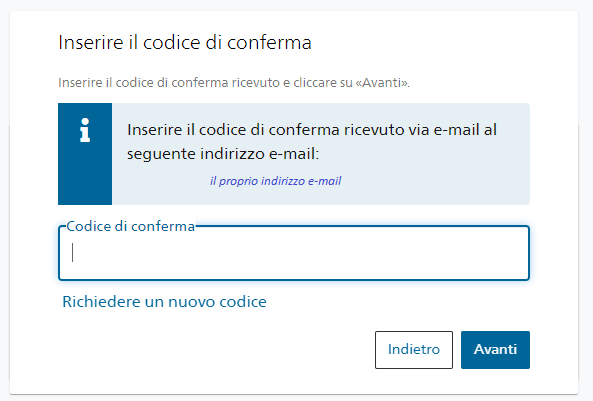 Inserire il codice di conferma
Inserire il codice di conferma ricevuto e cliccare su «Avanti».
Inserire il codice di conferma ricevuto via e-mail al
seguente indirizzo e-mail:
il proprio indirizzo e-mail
Codice di conferma
Richiedere un nuovo codice
Indietro
Avanti